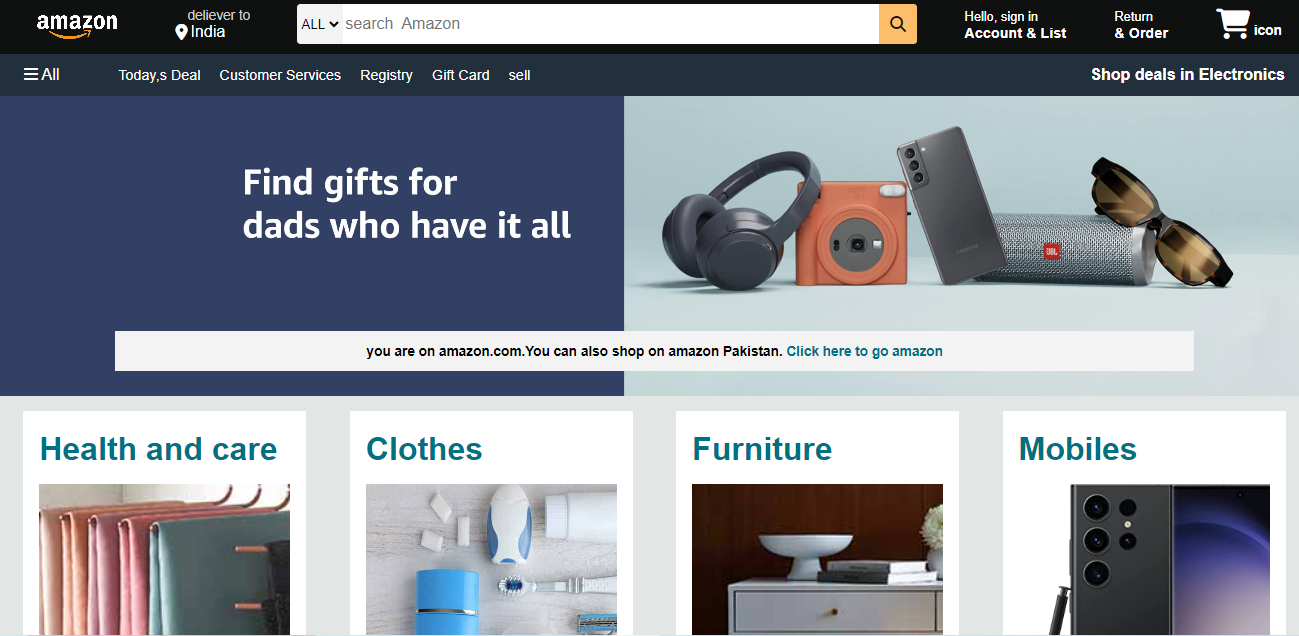 amazon
deliever to
India
ALL
search Amazon
Hello, sign in
Account & List
Return
& Order
icon
All
Today,s Deal
Customer Services
Registry
Gift Card
sell
Shop deals in Electronics
Find gifts for
dads who have it all
SAMSUNG
JBL
you are on amazon.com.You can also shop on amazon Pakistan. Click here to go amazon
Health and care
Clothes
Furniture
Mobiles